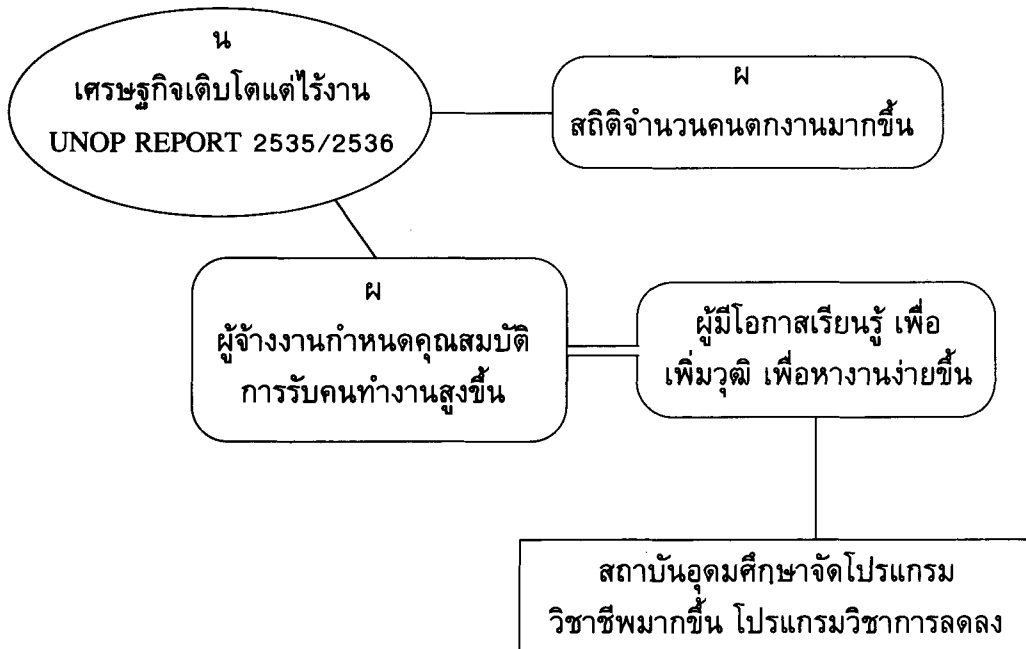 น
เศรษฐกิจเติบโตแต่ไร้งาน
UNOP REPORT 2535/2536
ผ
สถิติจำนวนคนตกงานมากขึ้น
ผ
ผู้จ้างงานกำหนดคุณสมบัติ
การรับคนทำงานสูงขึ้น
ผู้มีโอกาสเรียนรู้ เพื่อ
เพิ่มวุฒิ เพื่อหางานง่ายขึ้น
สถาบันอุดมศึกษาจัดโปรแกรม
วิชาชีพมากขึ้น โปรแกรมวิชาการลดลง